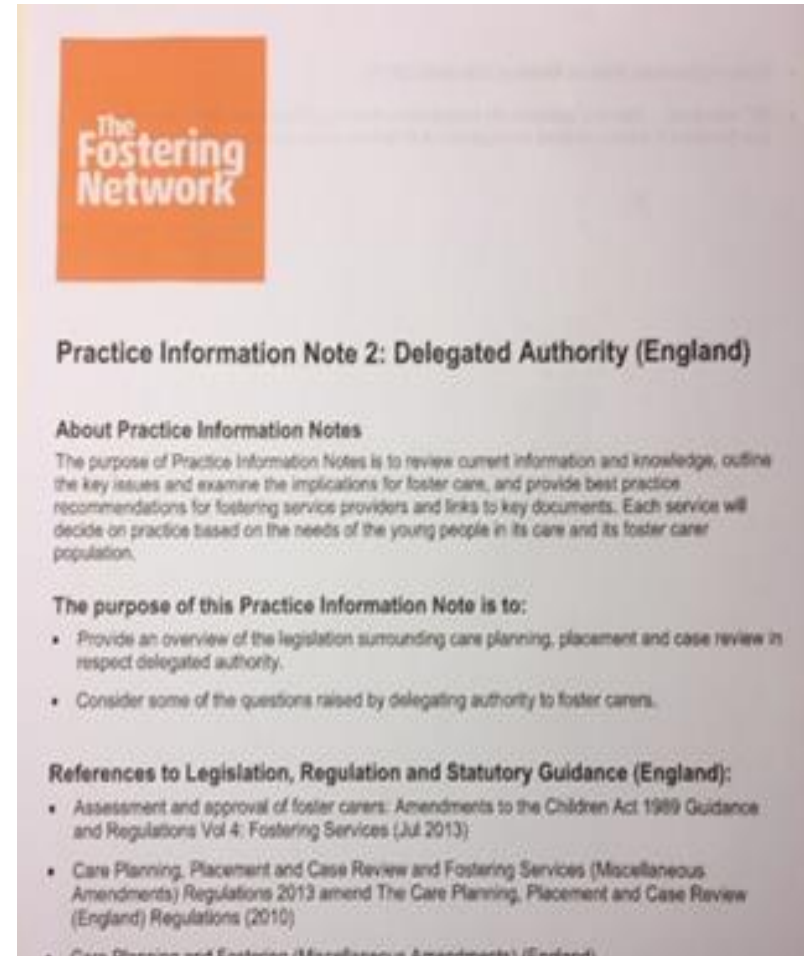 The
Fostering
Network
Practice Information Note 2: Delegated Authority (England)
About Practice Information Notes
The purpose of Practice Information Notes is to review current information and knowledge, outline
the key issues and examine the implications for foster care, and provide best practice
recommendations for fostering service providers and links to key documents. Each service will
decide on practice based on the needs of the young people in its care and its foster carer
population.
The purpose of this Practice Information Note is to:
• Provide an overview of the legislation surrounding care planning, placement and case review in
respect delegated authority.
• Consider some of the questions raised by delegating authority to foster carers.
References to Legislation, Regulation and Statutory Guidance (England):
• Assessment and approval of foster carers: Amendments to the Children Act 1989 Guidance
and Regulations Vol 4: Fostering Services (Jul 2013)
• Care Planning, Placement and Case Review and Fostering Services (Miscellaneous
Amendments) Regulations 2013 amend The Care Planning, Placement and Case Review
(England) Regulations (2010)
• Care Planning and Fostering (Miscellaneous Amendments) (England)